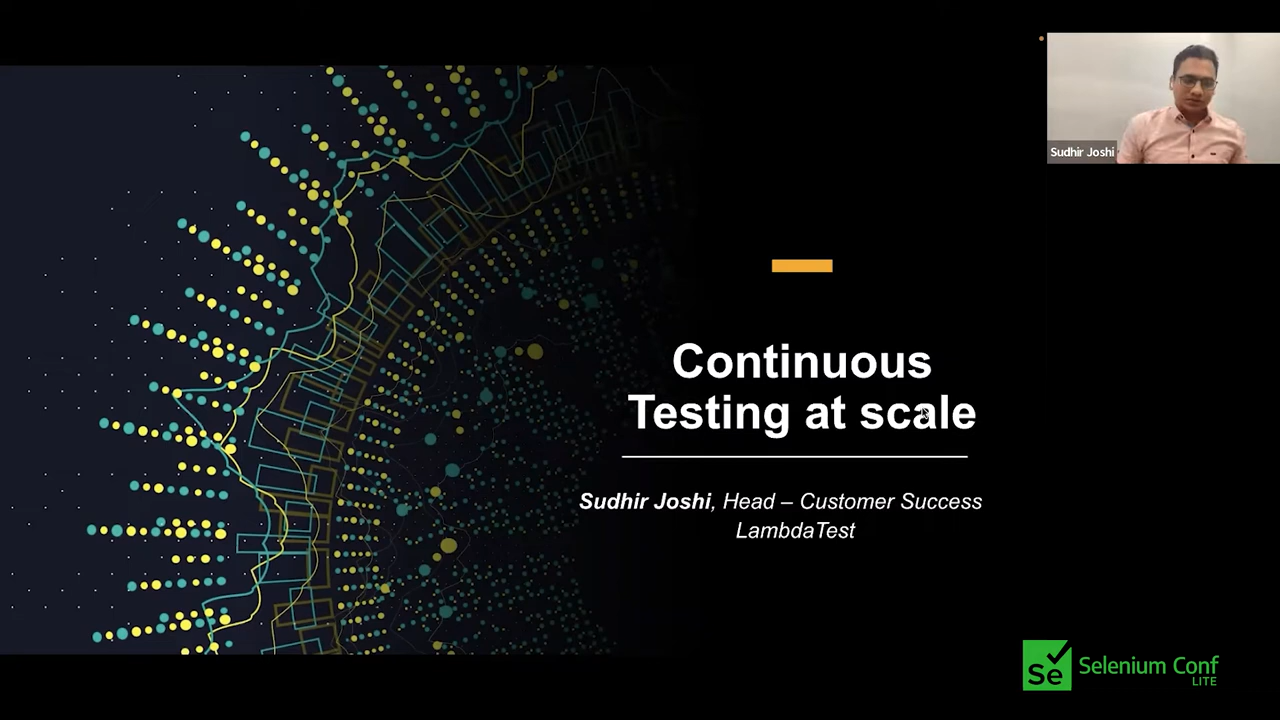 Sudhir Joshi
Continuous
Testing at scale
Sudhir Joshi, Head – Customer Success
LambdaTest
Se
Selenium Conf
LITE